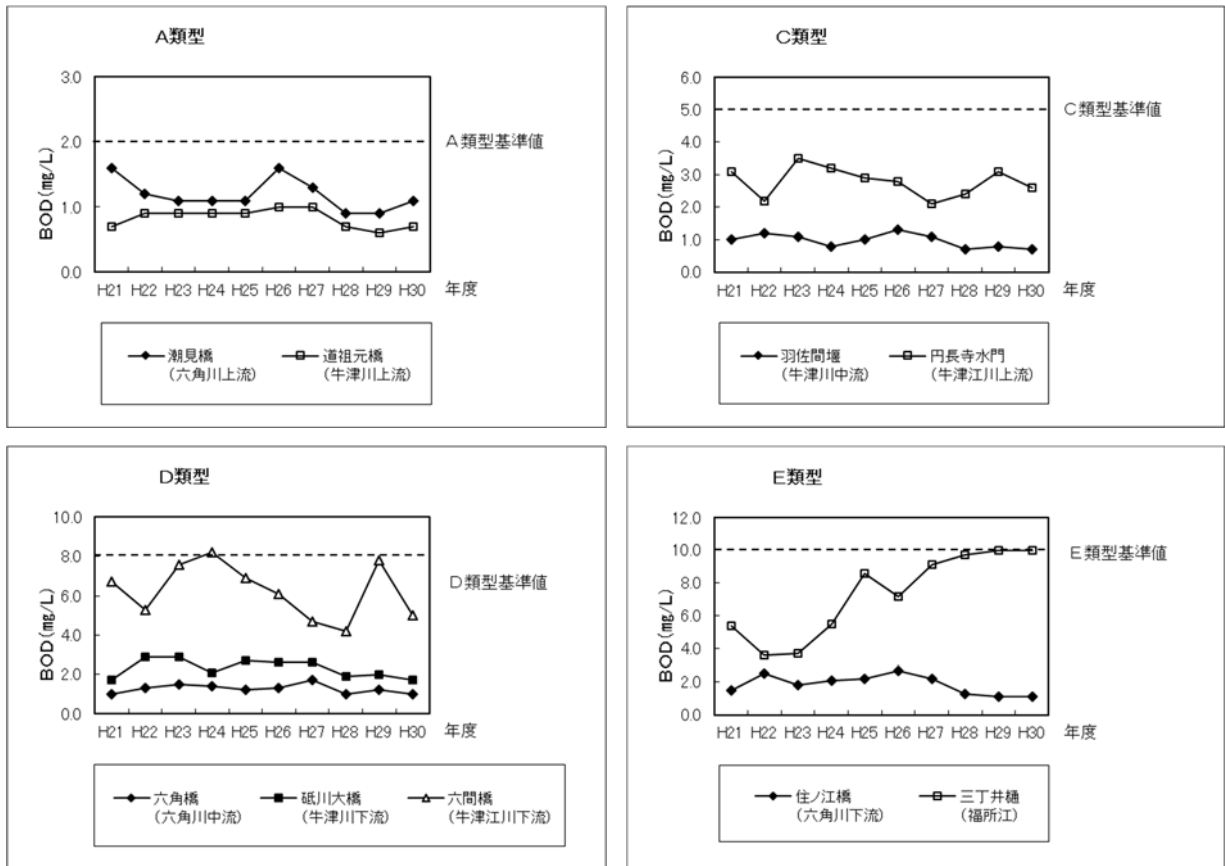 A類型
3.0
2.0
1.0
0.0
BOD(mg/L)
A類型基準値
H21 H22 H23 H24 H25 H26 H27 H28 H29 H30 年度
潮見橋 道祖元橋
(六角川上流) (牛津川上流)
C類型
6.0
5.0
4.0
3.0
2.0
1.0
0.0
BOD(mg/L)
C類型基準値
H21 H22 H23 H24 H25 H26 H27 H28 H29 H30 年度
羽佐間堰 円長寺水門
(牛津川中流) (牛津江川上流)
D類型
10.0
8.0
6.0
4.0
2.0
0.0
BOD(mg/L)
D類型基準値
H21 H22 H23 H24 H25 H26 H27 H28 H29 H30 年度
六角橋 砥川大橋 六間橋
(六角川中流) (牛津川下流) (牛津江川下流)
E類型
12.0
10.0
8.0
6.0
4.0
2.0
0.0
BOD(mg/L)
E類型基準値
H21 H22 H23 H24 H25 H26 H27 H28 H29 H30 年度
住ノ江橋 三丁井樋
(六角川下流) (福所江)